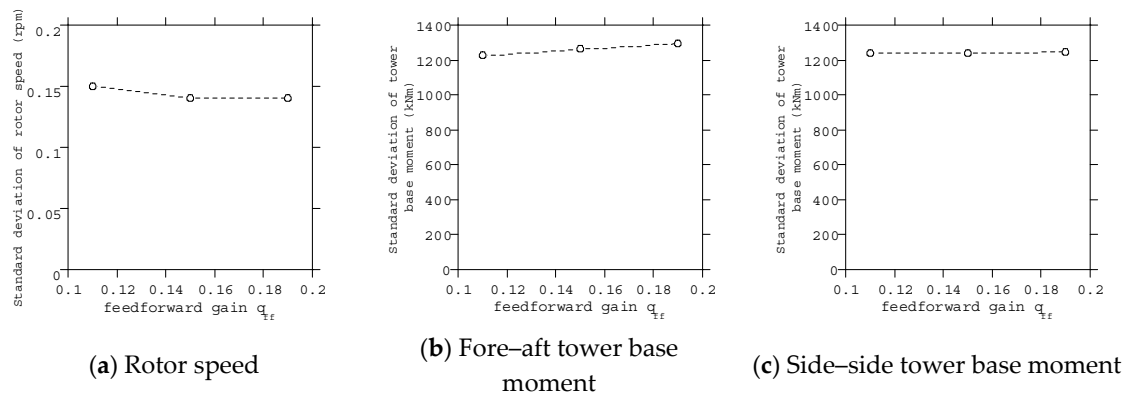 Standard deviation of rotor speed (rpm)
0.2
0.15
0.1
0.05
0
0.1 0.12 0.14 0.16 0.18 0.2
feedforward gain qff
(a) Rotor speed
Standard deviation of tower
base moment (kNm)
1400
1200
1000
800
600
400
200
0
0.1 0.12 0.14 0.16 0.18 0.2
feedforward gain qff
(b) Fore–aft tower base
moment
Standard deviation of tower
base moment (kNm)
1400
1200
1000
800
600
400
200
0
0.1 0.12 0.14 0.16 0.18 0.2
feedforward gain qff
(c) Side–side tower base moment